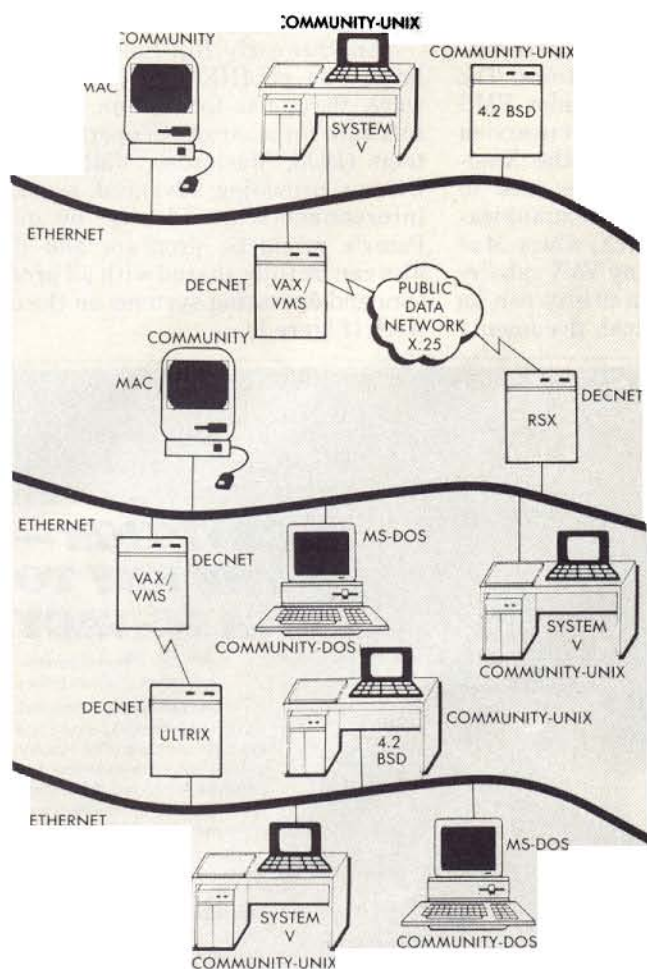 COMMUNITY-UNIX
COMMUNITY
COMMUNITY-UNIX
MAC
SYSTEM
V
4.2 BSD
ETHERNET
DECNET
VAX/
VMS
PUBLIC
DATA
NETWORK
X.25
COMMUNITY
MAC
DECNET
RSX
ETHERNET
VAX/
VMS
DECNET
MS-DOS
COMMUNITY-DOS
SYSTEM
V
COMMUNITY-UNIX
DECNET
ULTRIX
4.2
BSD
COMMUNITY-UNIX
ETHERNET
SYSTEM
V
COMMUNITY-UNIX
MS-DOS
COMMUNITY-DOS